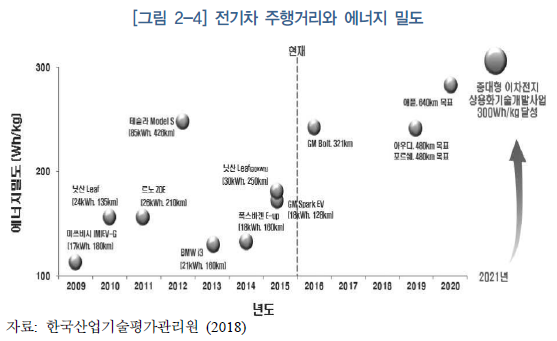 [그림 2-4] 전기차 주행거리와 에너지 밀도
현재
에너지밀도 [Wh/kg]
300
200
100
미쓰비시 iMiEV-G
[17kWh. 180km]
닛산 Leaf
[24kWh. 135km]
르노 ZOE
[26kWh. 210km]
테슬라 Model S
[85kWh. 426km]
BMW i3
[21kWh. 160km]
폭스바겐 E-up
[18kWh. 160km]
닛산 Leaf
[30kWh. 250km]
GM Spark EV
[18kWh. 128km]
GM Bolt. 321km
아우디. 480km 목표
포르쉐. 480km 목표
애플. 640km 목표
중대형 이차전지
상용화기술개발사업
300Wh/kg 달성
2021년
2009 2010 2011 2012 2013 2014 2015 2016 2017 2018 2019 2020
년도
자료: 한국산업기술평가관리원 (2018)